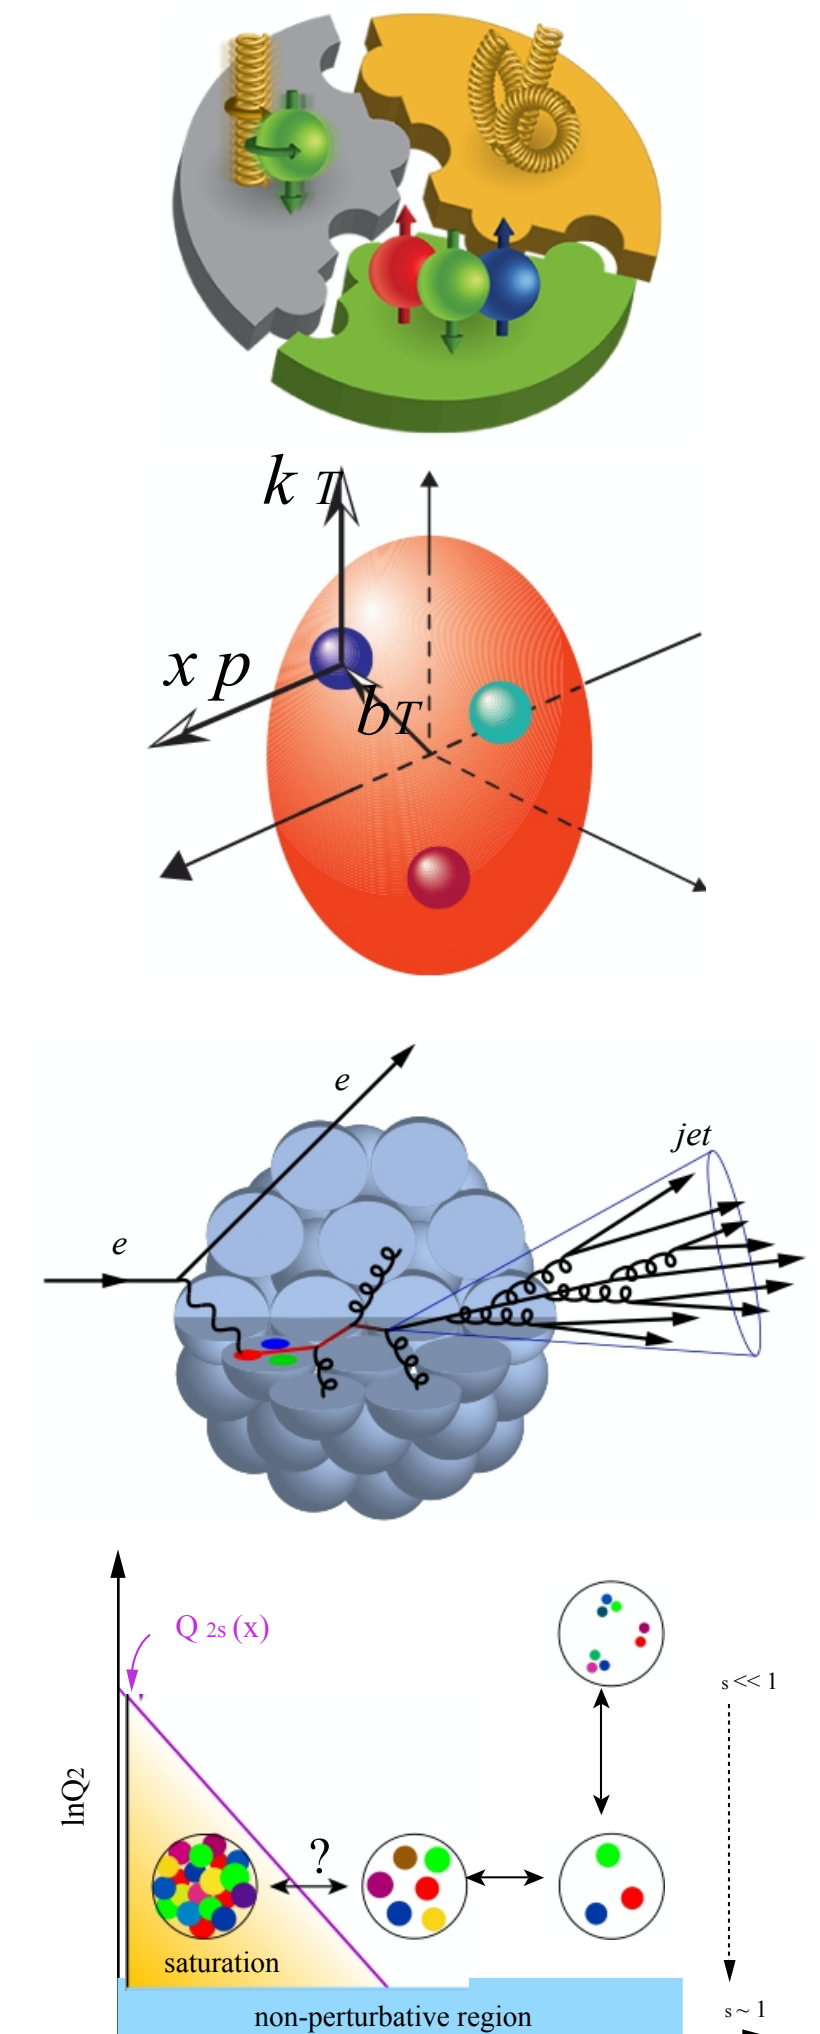 k T
x p
bT
e
jet
e
Q 2s (x)
s << 1
lnQ2
?
saturation
s ~ 1
non-perturbative region